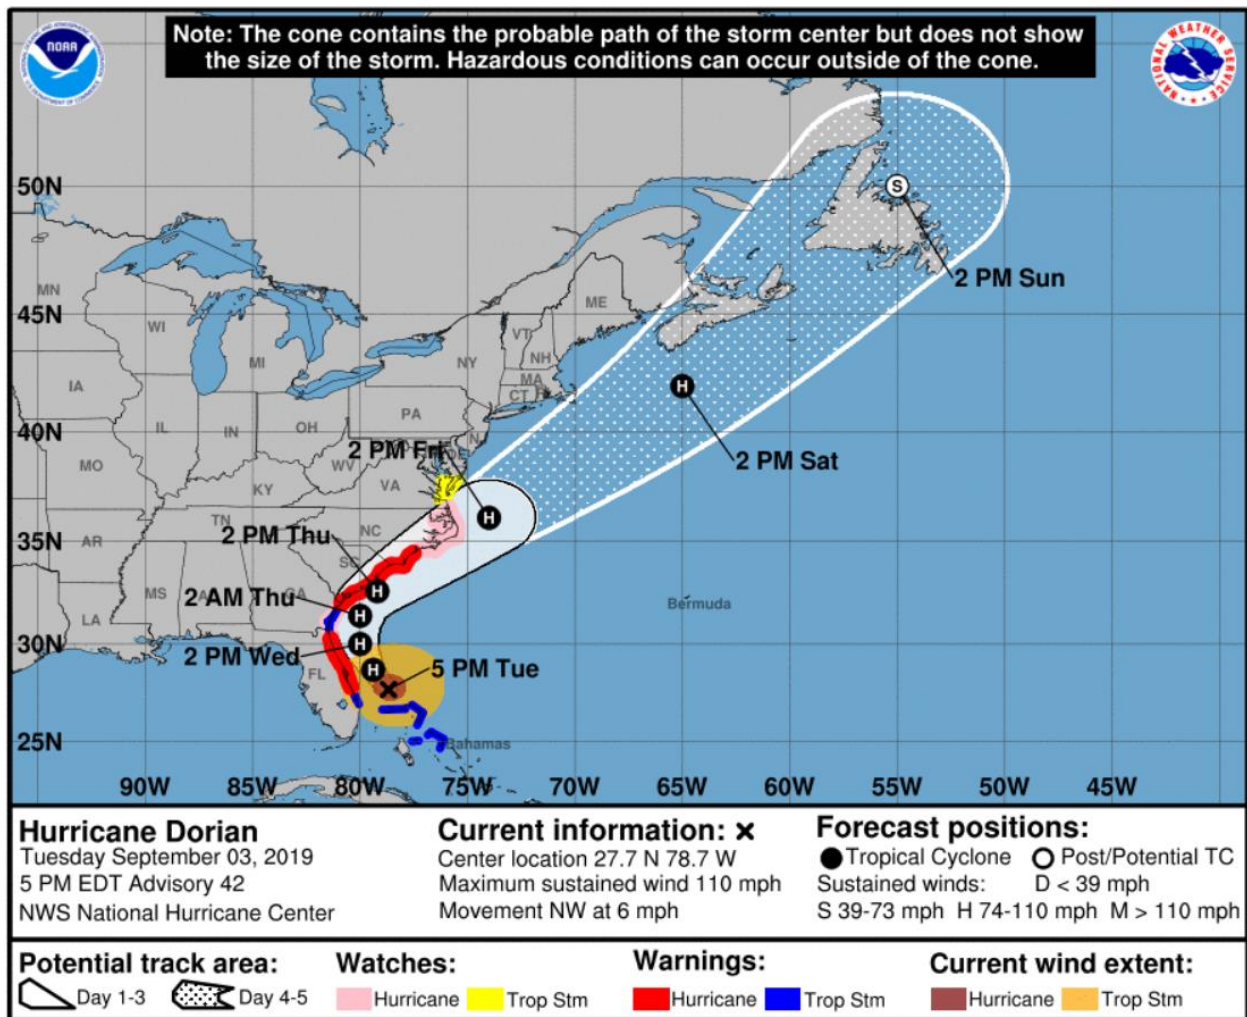 Note: The cone contains the probable path of the storm center but does not show
the size of the storm. Hazardous conditions can occur outside of the cone.
NOAA
NATIONAL WEATHER SERVICE
50N
2 PM Sun
MN
45N
ME
WI
VT
MI
NY
NH
IA
MA
CT
PA
40N
IL
IN
OH
2 PM Fri
2 PM Sat
MO
WV
VA
KY
TN
2 PM Thu
NC
35N
AR
SC
MS
2 AM Thu
Bermuda
LA
30N
2 PM Wed
5 PM Tue
FL
25N
Bahamas
90W
85W
80W
75W
70W
65W
60W
55W
50W
45W
Hurricane Dorian
Tuesday September 03, 2019
5 PM EDT Advisory 42
NWS National Hurricane Center
Current information: x
Center location 27.7 N 78.7 W
Maximum sustained wind 110 mph
Movement NW at 6 mph
Forecast positions:
Tropical Cyclone Post/Potential TC
Sustained winds: D < 39 mph
S 39-73 mph H 74-110 mph M > 110 mph
Potential track area:
Day 1-3 Day 4-5
Watches:
Hurricane Trop Stm
Warnings:
Hurricane Trop Stm
Current wind extent:
Hurricane Trop Stm